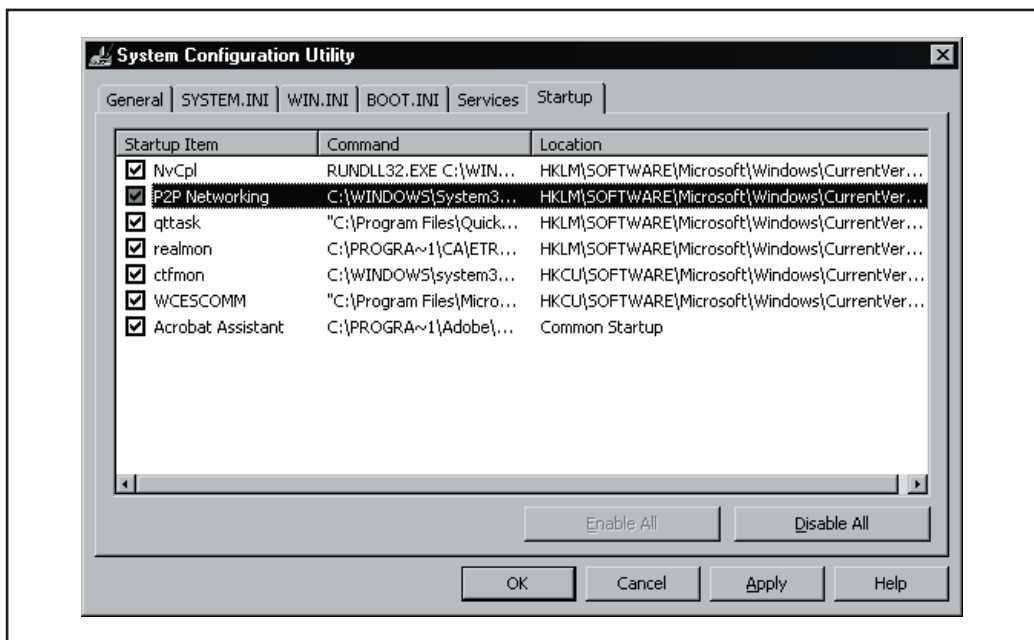 System Configuration Utility
General SYSTEM.INI WIN.INI BOOT.INI Services Startup
Startup Item Command Location
NvCpl RUNDLL32.EXE C:\WIN... HKLM\SOFTWARE\Microsoft\Windows\CurrentVer...
P2P Networking C:\WINDOWS\System3... HKLM\SOFTWARE\Microsoft\Windows\CurrentVer...
qttask "C:\Program Files\Quick... HKLM\SOFTWARE\Microsoft\Windows\CurrentVer...
realmon C:\PROGRA~1\CA\ETR... HKLM\SOFTWARE\Microsoft\Windows\CurrentVer...
ctfmon C:\WINDOWS\system3... HKCU\SOFTWARE\Microsoft\Windows\CurrentVer...
WCESCOMM "C:\Program Files\Micro... HKCU\SOFTWARE\Microsoft\Windows\CurrentVer...
Acrobat Assistant C:\PROGRA~1\Adobe\... Common Startup
Enable All Disable All
OK Cancel Apply Help